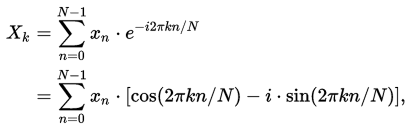 X_k = \sum_{n=0}^{N-1} x_n \cdot e^{-i2\pi kn/N}
= \sum_{n=0}^{N-1} x_n \cdot [\cos(2\pi kn/N) - i \cdot \sin(2\pi kn/N)],